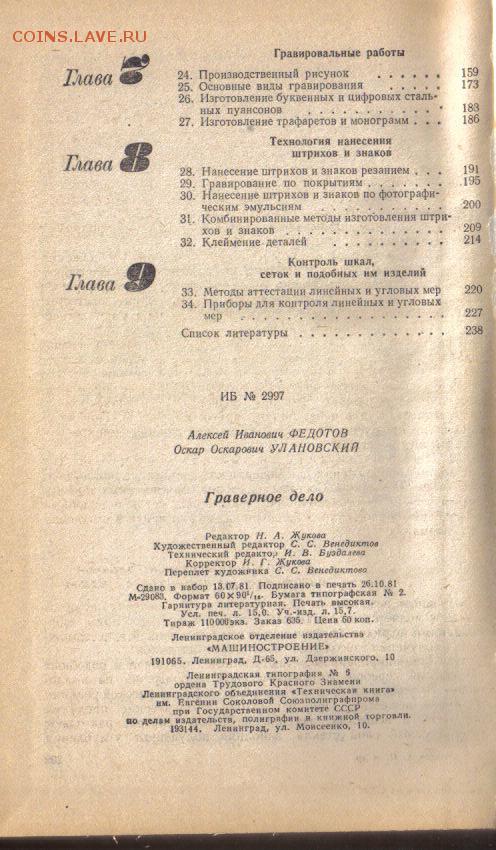 COINS.LAVE.RU
Гравировальные работы
Глава 7
24. Производственный рисунок . . . . . . 159
25. Основные виды гравирования . . . . . 173
26. Изготовление буквенных и цифровых сталь-
ных пуансонов . . . . . . . . . . 183
27. Изготовление трафаретов и монограмм . . . 186
Технология нанесения
штрихов и знаков
Глава 8
28. Нанесение штрихов и знаков резанием . . . 191
29. Гравирование по покрытиям . . . . . . . 195
30. Нанесение штрихов и знаков по фотографи-
ческим эмульсиям . . . . . . . . . . 200
31. Комбинированные методы изготовления штри-
хов и знаков . . . . . . . . . . . . 209
32. Клеймение деталей . . . . . . . . . 214
Контроль шкал,
сеток и подобных им изделий
Глава 9
33. Методы аттестации линейных и угловых мер 220
34. Приборы для контроля линейных и угловых
мер . . . . . . . . . . . . . . 227
Список литературы . . . . . . . . . . . . 238
ИБ № 2997
Алексей Иванович ФЕДОТОВ
Оскар Оскарович УЛАНОВСКИЙ
Граверное дело
Редактор Н. А. Жукова
Художественный редактор С. С. Венедиктов
Технический редактор И. В. Буздалева
Корректор И. Г. Жукова
Переплет художника С. С. Венедиктова
Сдано в набор 13.07.81. Подписано в печать 26.10.81
М-29083. Формат 60×90¹/₁₆. Бумага типографская № 2.
Гарнитура литературная. Печать высокая.
Усл. печ. л. 15,0. Уч.-изд. л. 15,7.
Тираж 110 000 экз. Заказ 635. Цена 60 коп.
Ленинградское отделение издательства
«МАШИНОСТРОЕНИЕ»
191065. Ленинград, Д-65, ул. Дзержинского, 10
Ленинградская типография № 6
ордена Трудового Красного Знамени
Ленинградского объединения «Техническая книга»
им. Евгении Соколовой Союзполиграфпрома
при Государственном комитете СССР
по делам издательств, полиграфии и книжной торговли.
193144, Ленинград, ул. Моисеенко, 10.